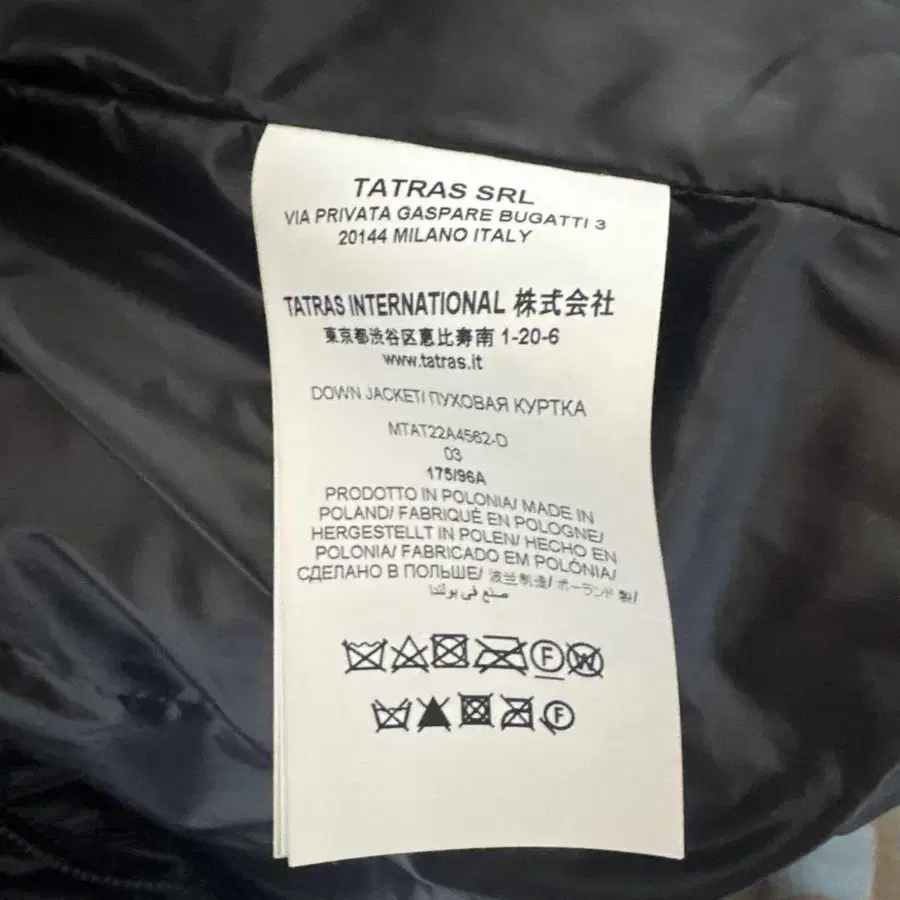 TATRAS SRL
VIA PRIVATA GASPARE BUGATTI 3
20144 MILANO ITALY
TATRAS INTERNATIONAL 株式会社
東京都渋谷区恵比寿南 1-20-6
www.tatras.it
DOWN JACKET/ ПУХОВАЯ КУРТКА
MTAT22A4562-D
03
175/96A
PRODOTTO IN POLONIA/ MADE IN
POLAND/ FABRIQUÉ EN POLOGNE/
HERGESTELLT IN POLEN/ HECHO EN
POLONIA/ FABRICADO EM POLÓNIA/
СДЕЛАНО В ПОЛЬШЕ/ 波兰制造/ ポーランド製/
صنع في بولندا
F W
F